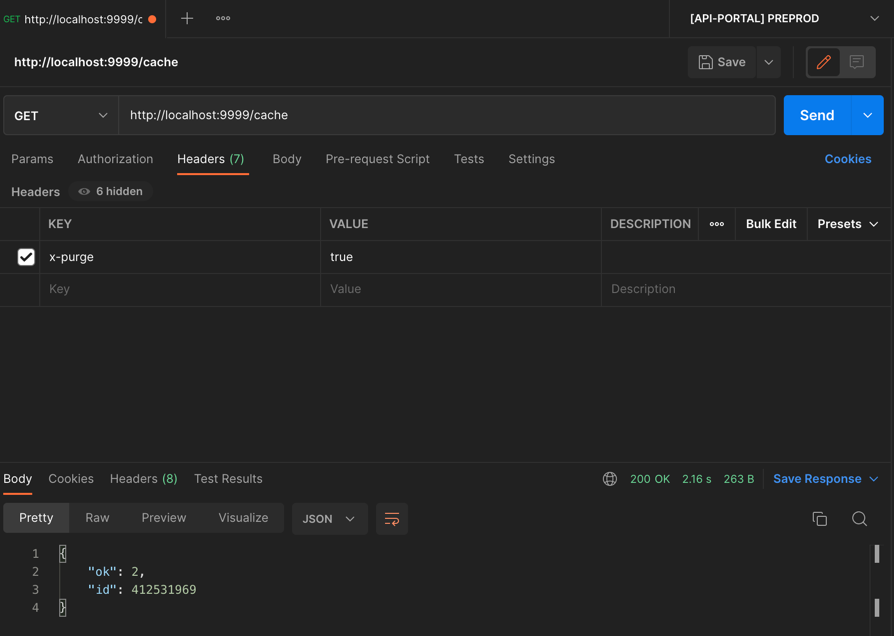 GET http://localhost:9999/c
[API-PORTAL] PREPROD
http://localhost:9999/cache
Save
GET http://localhost:9999/cache Send
Params Authorization Headers (7) Body Pre-request Script Tests Settings Cookies
Headers 6 hidden
KEY VALUE DESCRIPTION Bulk Edit Presets
x-purge true
Key Value Description
Body Cookies Headers (8) Test Results 200 OK 2.16 s 263 B Save Response
Pretty Raw Preview Visualize JSON
1 {
2 "ok": 2,
3 "id": 412531969
4 }